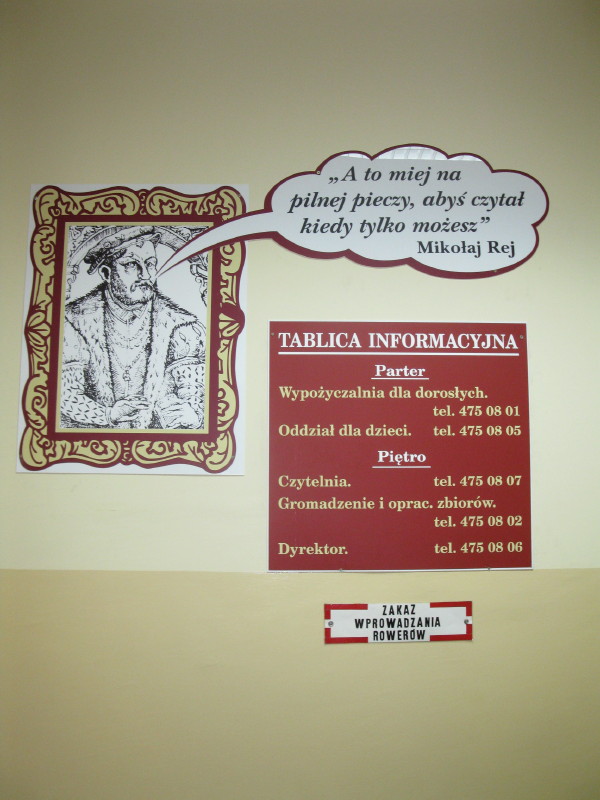 „A to miej na
pilnej pieczy, abyś czytał
kiedy tylko możesz”
Mikołaj Rej
TABLICA INFORMACYJNA
Parter
Wypożyczalnia dla dorosłych.
tel. 475 08 01
Oddział dla dzieci. tel. 475 08 05
Piętro
Czytelnia. tel. 475 08 07
Gromadzenie i oprac. zbiorów.
tel. 475 08 02
Dyrektor. tel. 475 08 06
ZAKAZ
WPROWADZANIA
ROWERÓW